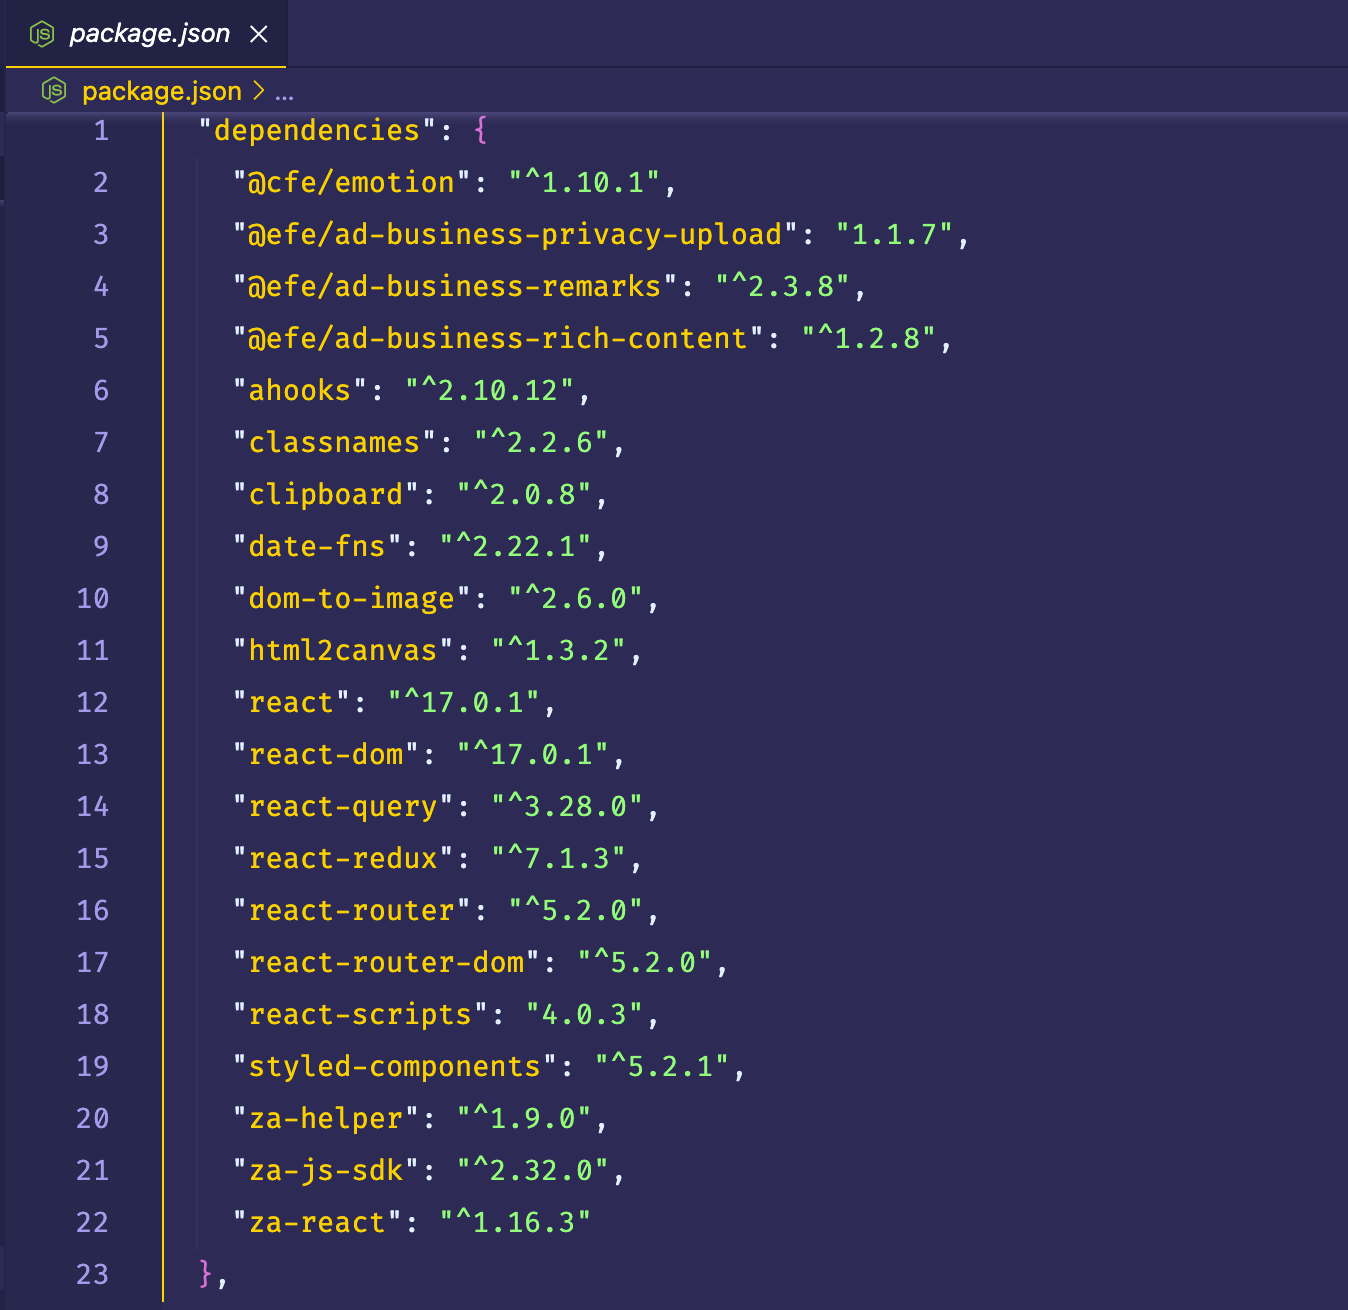 package.json
package.json > ...
1 "dependencies": {
2 "@cfe/emotion": "^1.10.1",
3 "@efe/ad-business-privacy-upload": "1.1.7",
4 "@efe/ad-business-remarks": "^2.3.8",
5 "@efe/ad-business-rich-content": "^1.2.8",
6 "ahooks": "^2.10.12",
7 "classnames": "^2.2.6",
8 "clipboard": "^2.0.8",
9 "date-fns": "^2.22.1",
10 "dom-to-image": "^2.6.0",
11 "html2canvas": "^1.3.2",
12 "react": "^17.0.1",
13 "react-dom": "^17.0.1",
14 "react-query": "^3.28.0",
15 "react-redux": "^7.1.3",
16 "react-router": "^5.2.0",
17 "react-router-dom": "^5.2.0",
18 "react-scripts": "4.0.3",
19 "styled-components": "^5.2.1",
20 "za-helper": "^1.9.0",
21 "za-js-sdk": "^2.32.0",
22 "za-react": "^1.16.3"
23 },